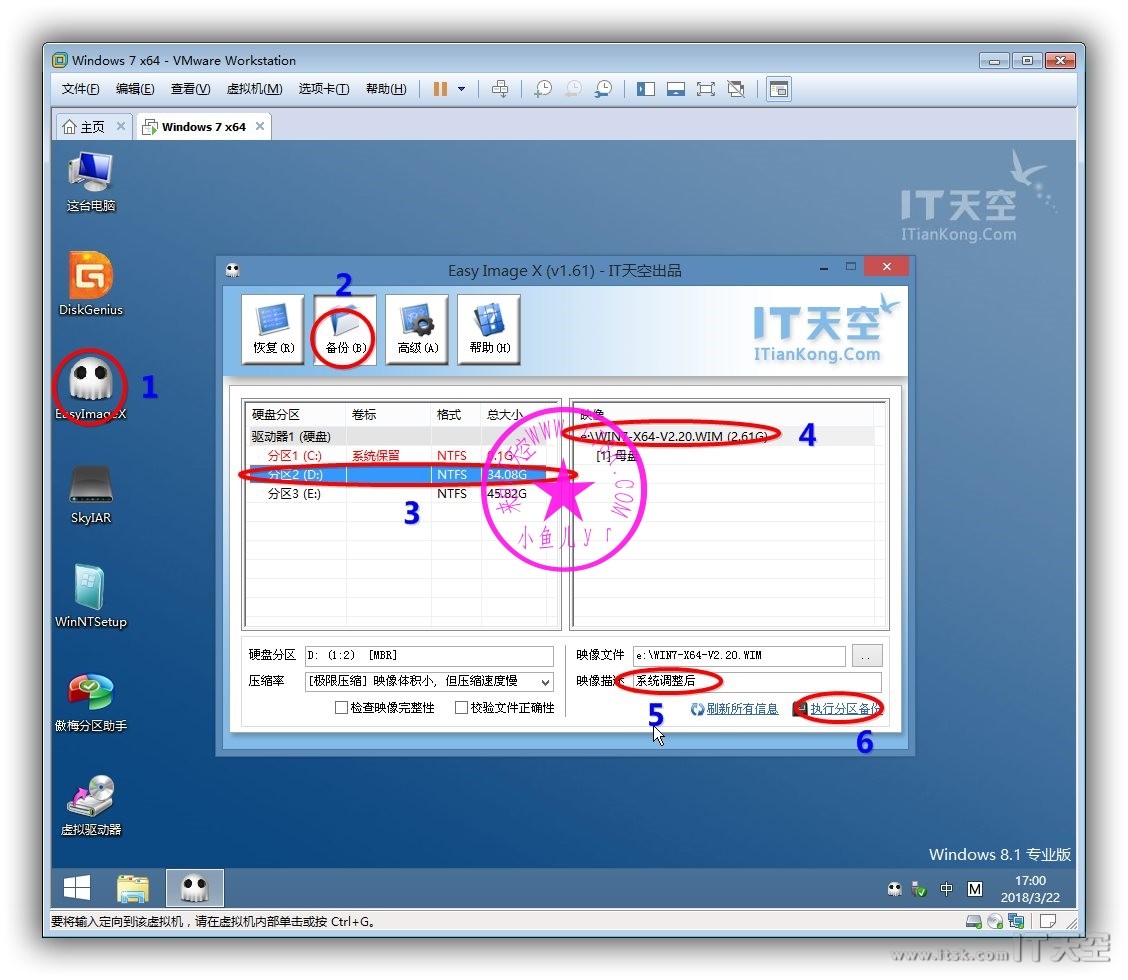 Windows 7 x64 - VMware Workstation
文件(F) 编辑(E) 查看(V) 虚拟机(M) 选项卡(T) 帮助(H)
主页 Windows 7 x64
这台电脑
IT天空
ITianKong.Com
DiskGenius
1
EasyImageX
SkyIAR
WinNTSetup
傲梅分区助手
虚拟驱动器
Easy Image X (v1.61) - IT天空出品
2
恢复(R) 备份(B) 高级(A) 帮助(H)
IT天空
ITianKong.Com
硬盘分区 卷标 格式 总大小
驱动器1 (硬盘)
分区1 (C:) 系统保留 NTFS 0.1G
分区2 (D:) NTFS 34.08G
分区3 (E:) NTFS 45.82G
3
映像
e:\WIN7-X64-V2.20.WIM (2.61G)
4
[1] 母盘
小鱼儿yr
硬盘分区 D: (1:2) [MBR]
压缩率 [极限压缩] 映像体积小, 但压缩速度慢
检查映像完整性 校验文件正确性
映像文件 e:\WIN7-X64-V2.20.WIM ..
映像描述 系统调整后
5
刷新所有信息 执行分区备份
6
Windows 8.1 专业版
中 M
17:00
2018/3/22
要将输入定向到该虚拟机，请在虚拟机内部单击或按 Ctrl+G。
www.itsk.com IT天空